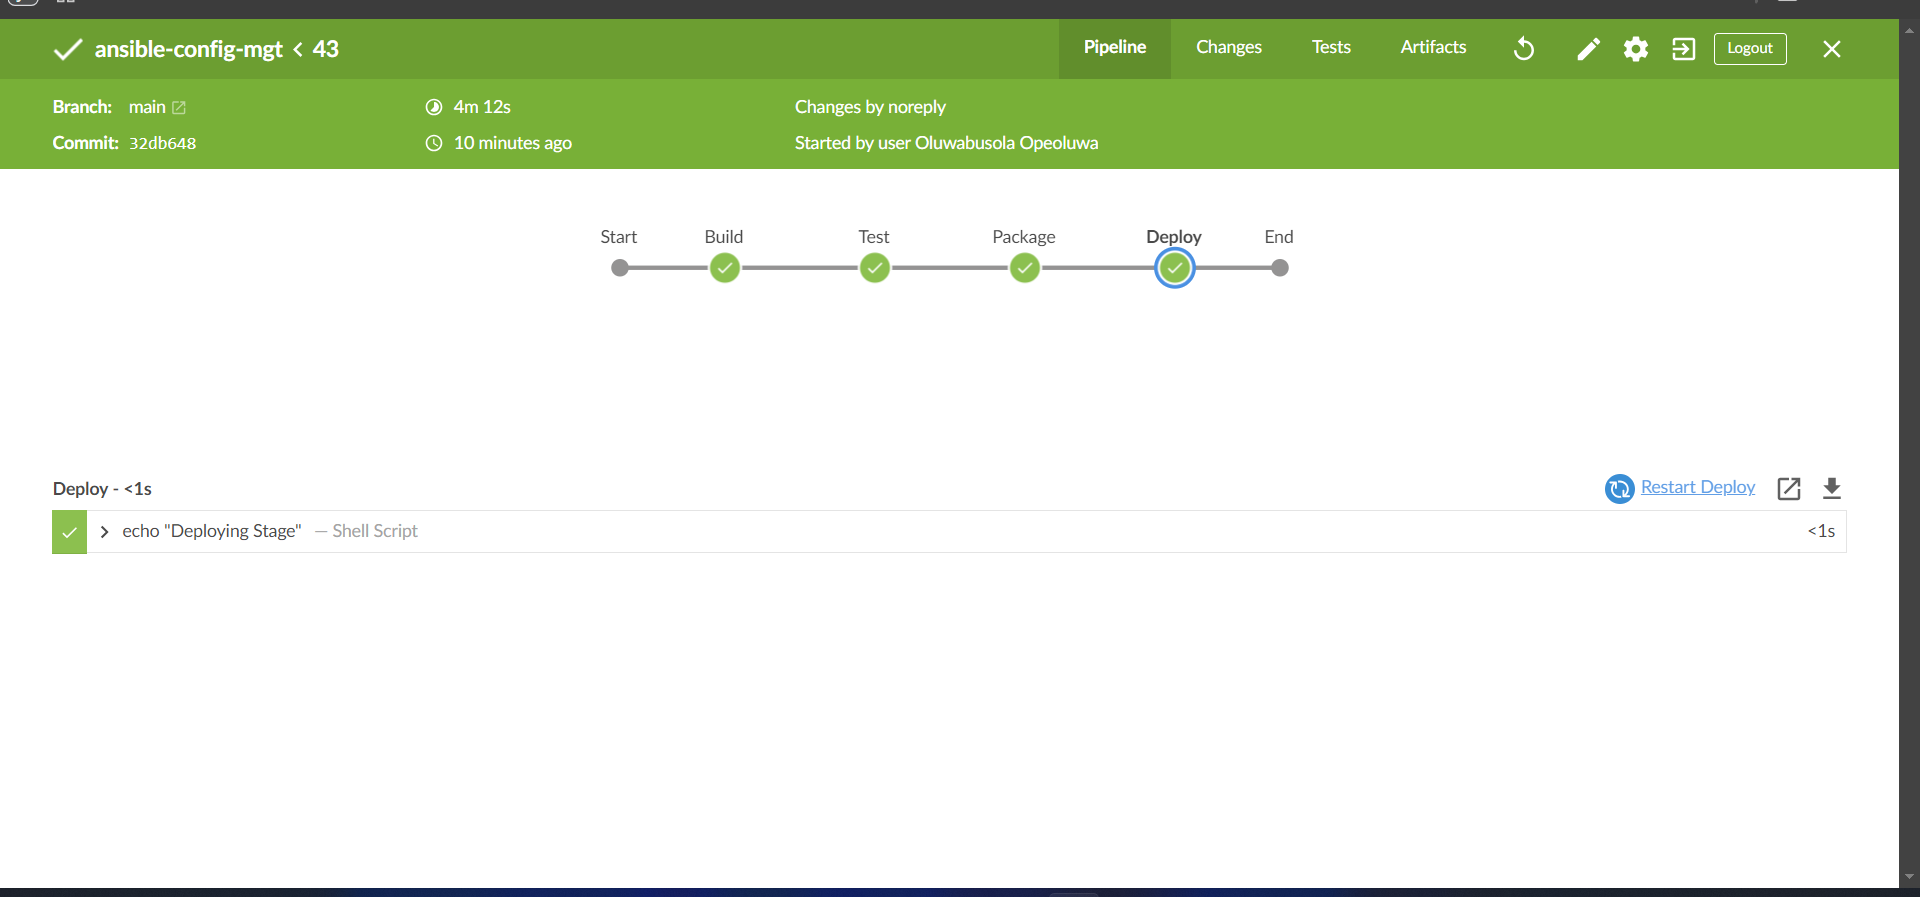 ansible-config-mgt < 43
Pipeline Changes Tests Artifacts Logout
Branch: main 4m 12s Changes by noreply
Commit: 32db648 10 minutes ago Started by user Oluwabusola Opeoluwa
Start Build Test Package Deploy End
Deploy - <1s Restart Deploy
echo "Deploying Stage" — Shell Script <1s